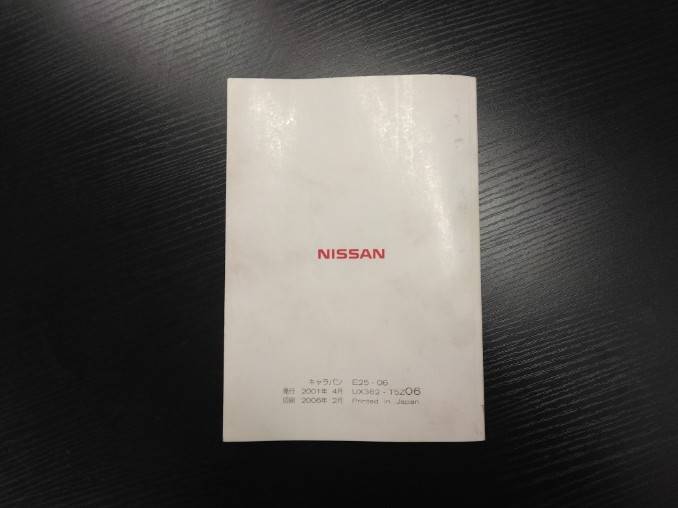 NISSAN
キャラバン E25-06
発行 2001年 4月 UX362-15Z06
印刷 2006年 2月 Printed in Japan